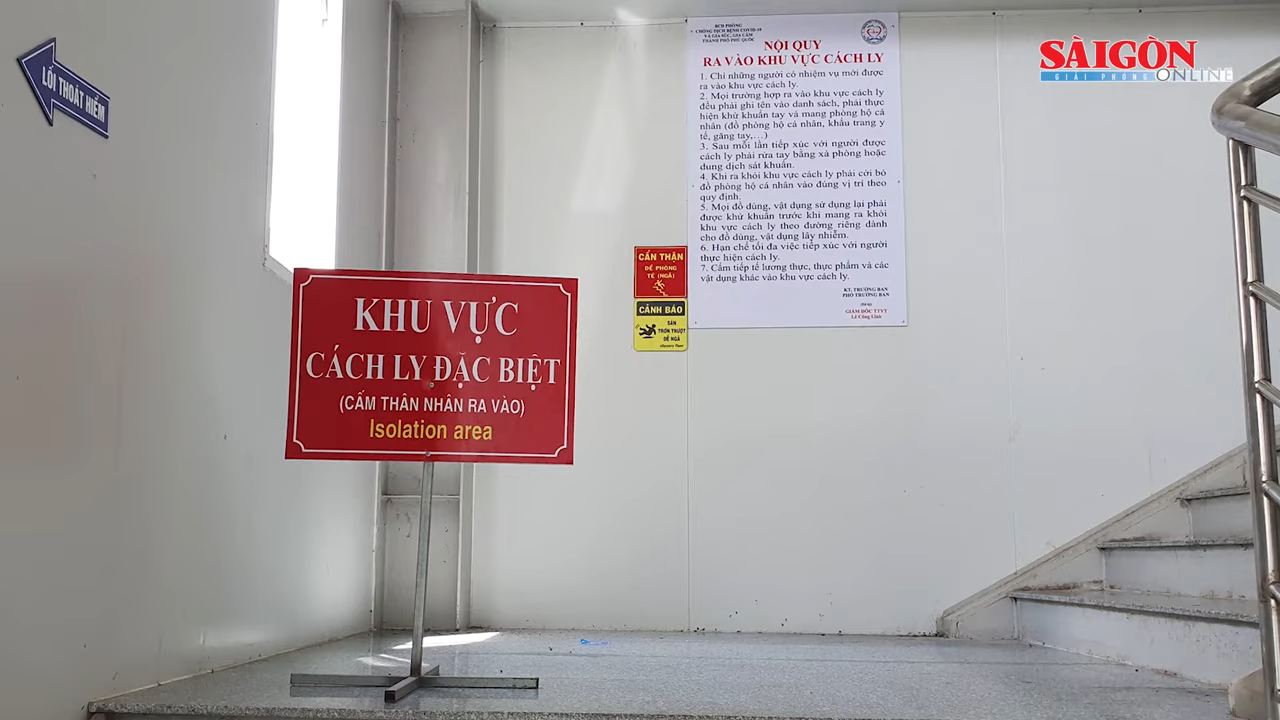 LỐI THOÁT HIỂM
BCĐ PHÒNG
CHỐNG DỊCH BỆNH COVID-19
VÀ GIA SÚC, GIA CẦM
THÀNH PHỐ PHÚ QUỐC
NỘI QUY
RA VÀO KHU VỰC CÁCH LY
1. Chỉ những người có nhiệm vụ mới được
ra vào khu vực cách ly.
2. Mọi trường hợp ra vào khu vực cách ly
đều phải ghi tên vào danh sách, phải thực
hiện khử khuẩn tay và mang phòng hộ cá
nhân (đồ phòng hộ cá nhân, khẩu trang y
tế, găng tay,...)
3. Sau mỗi lần tiếp xúc với người được
cách ly phải rửa tay bằng xà phòng hoặc
dung dịch sát khuẩn.
4. Khi ra khỏi khu vực cách ly phải cởi bỏ
đồ phòng hộ cá nhân vào đúng vị trí theo
quy định.
5. Mọi đồ dùng, vật dụng sử dụng lại phải
được khử khuẩn trước khi mang ra khỏi
khu vực cách ly theo đường riêng dành
cho đồ dùng, vật dụng lây nhiễm.
6. Hạn chế tối đa việc tiếp xúc với người
thực hiện cách ly.
7. Cấm tiếp tế lương thực, thực phẩm và các
vật dụng khác vào khu vực cách ly.
KT. TRƯỞNG BAN
PHÓ TRƯỞNG BAN
GIÁM ĐỐC TTYT
Lê Công Linh
SÀIGÒN
GIẢI PHÓNG ONLINE
CẨN THẬN
ĐỀ PHÒNG
TÉ (NGÃ)
CẢNH BÁO
SÀN
TRƠN TRƯỢT
DỄ NGÃ
slippery floor
KHU VỰC
CÁCH LY ĐẶC BIỆT
(CẤM THÂN NHÂN RA VÀO)
Isolation area